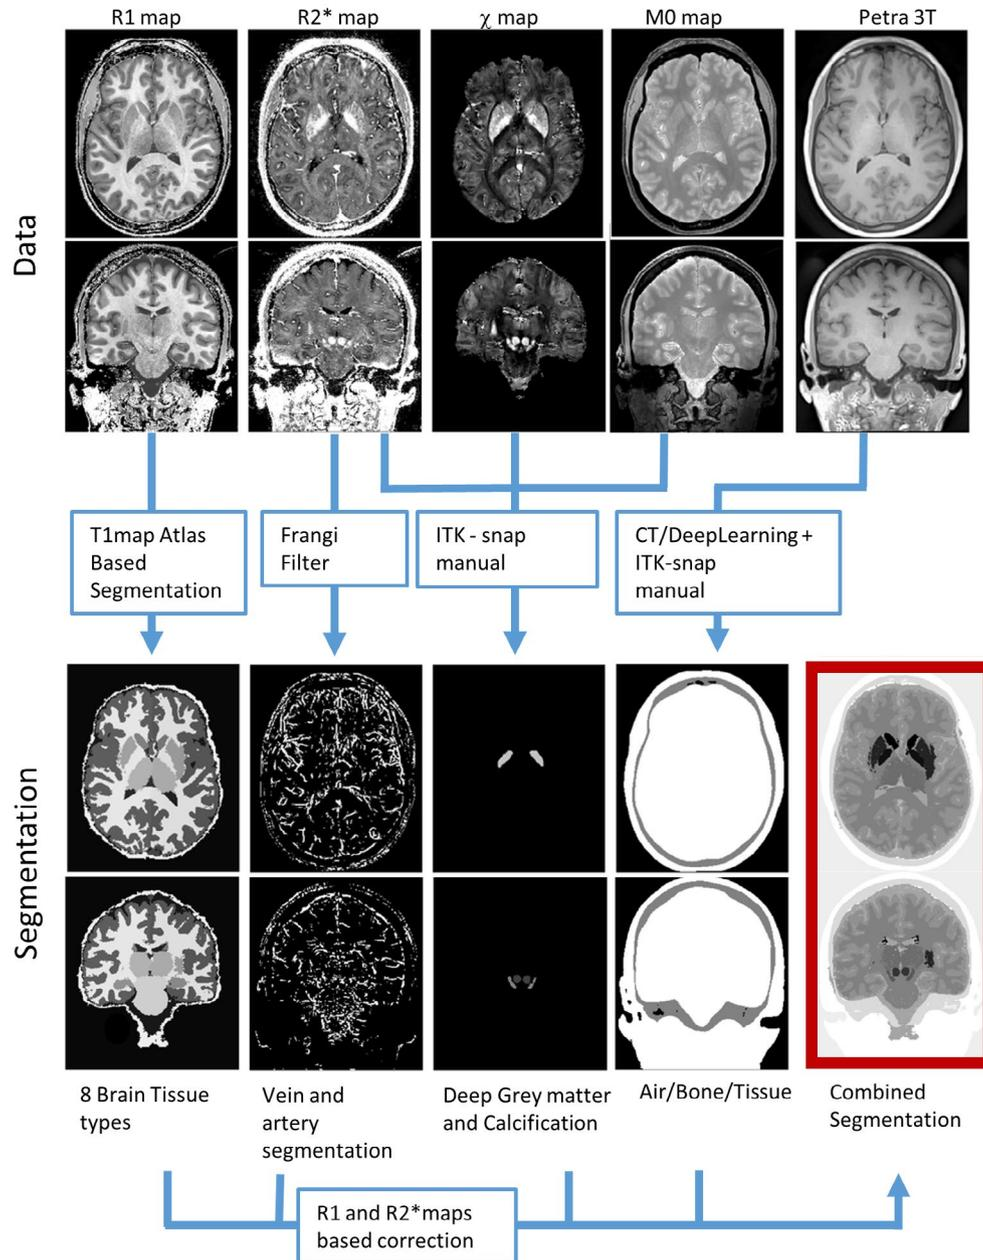 R1 map
R2* map
χ map
M0 map
Petra 3T
Data
T1map Atlas
Based
Segmentation
Frangi
Filter
ITK - snap
manual
CT/DeepLearning +
ITK-snap
manual
Segmentation
8 Brain Tissue
types
Vein and
artery
segmentation
Deep Grey matter
and Calcification
Air/Bone/Tissue
Combined
Segmentation
R1 and R2*maps
based correction